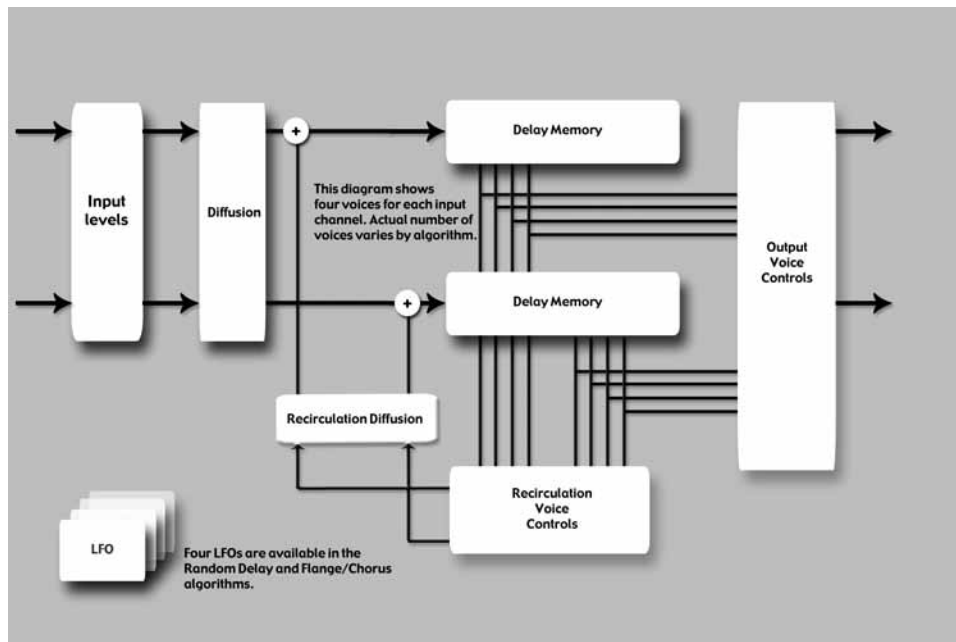 Input
levels
Diffusion
+
Delay Memory
This diagram shows
four voices for each input
channel. Actual number of
voices varies by algorithm.
Output
Voice
Controls
+
Delay Memory
Recirculation Diffusion
Recirculation
Voice
Controls
LFO
Four LFOs are available in the
Random Delay and Flange/Chorus
algorithms.